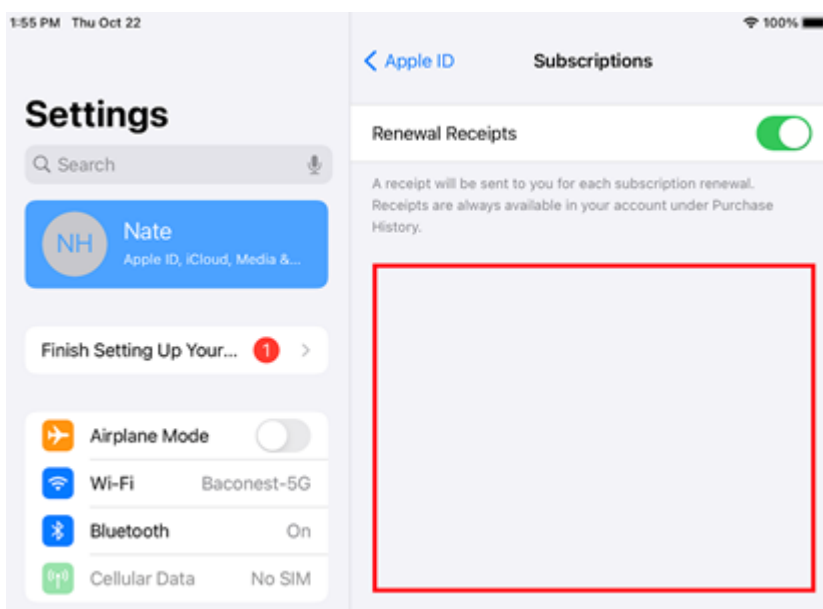 1:55 PM Thu Oct 22
100%
Settings
Search
NH
Nate
Apple ID, iCloud, Media &...
Finish Setting Up Your... 1
Airplane Mode
Wi-Fi Baconest-5G
Bluetooth On
Cellular Data No SIM
Apple ID Subscriptions
Renewal Receipts
A receipt will be sent to you for each subscription renewal.
Receipts are always available in your account under Purchase
History.